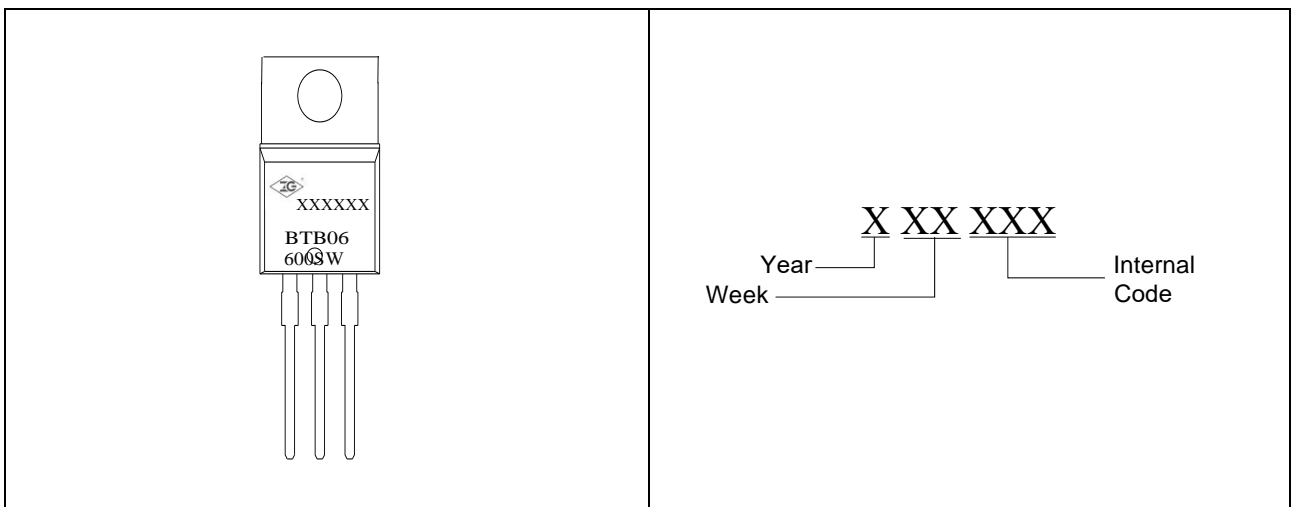 XXXXXX
BTB06
600SW
X XX XXX
Year
Week
Internal
Code